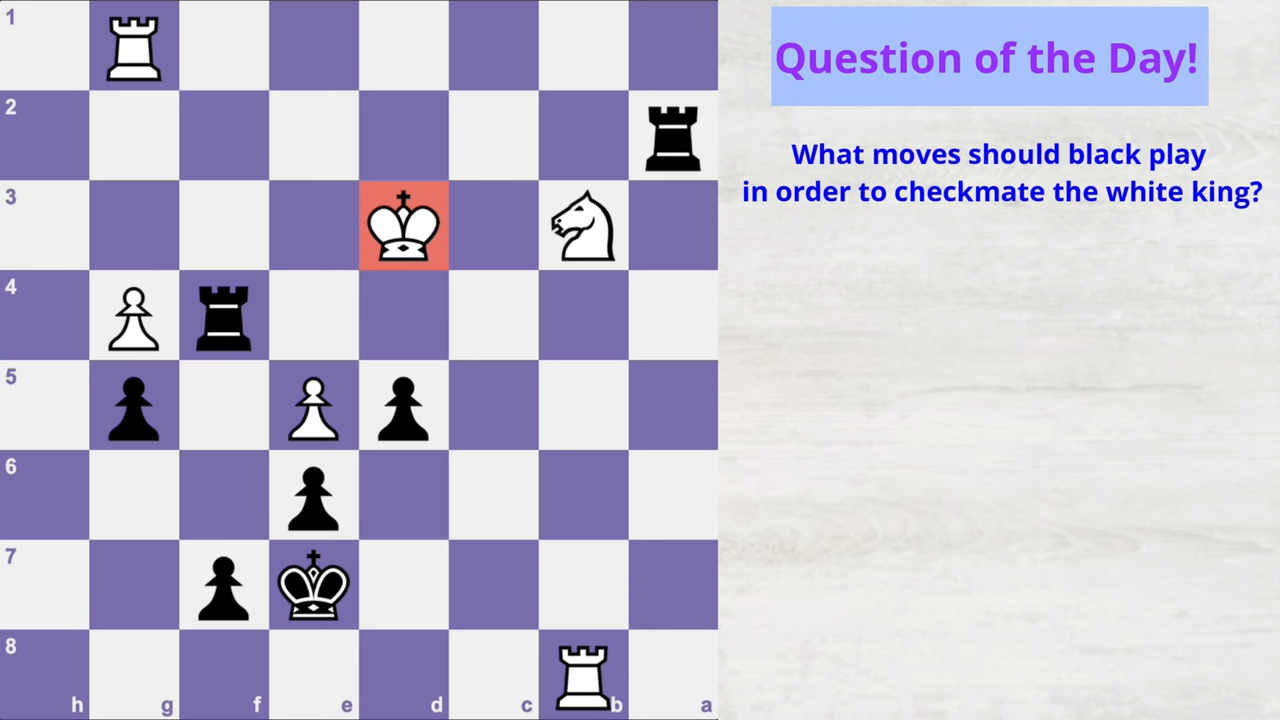 Question of the Day!
What moves should black play
in order to checkmate the white king?
1
2
3
4
5
6
7
8
h g f e d c b a